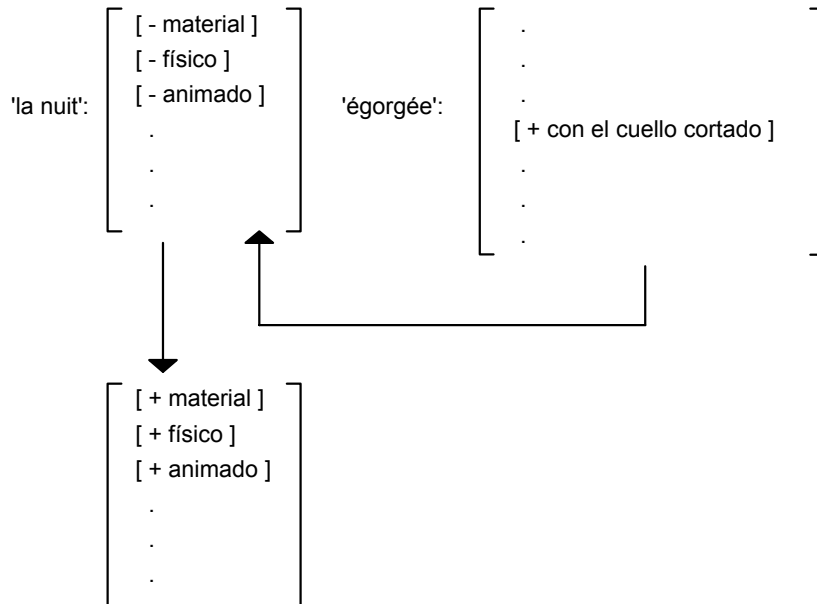 'la nuit':
[ - material ]
[ - físico ]
[ - animado ]
.
.
.
'égorgée':
.
.
.
[ + con el cuello cortado ]
.
.
.
[ + material ]
[ + físico ]
[ + animado ]
.
.
.